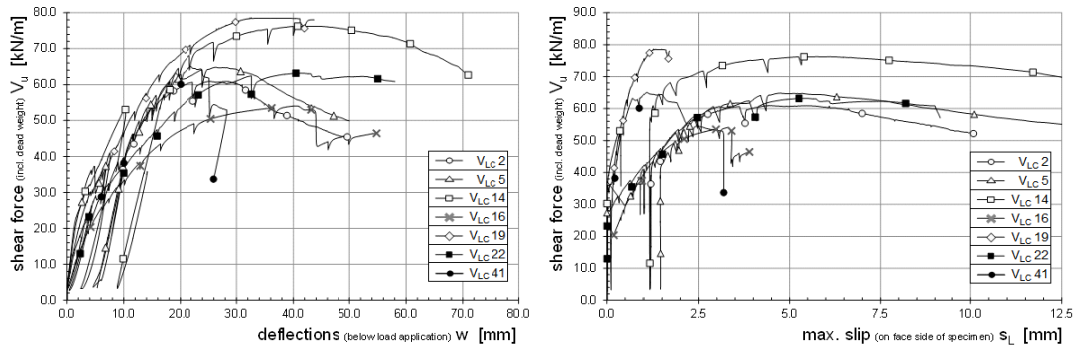 shear force (incl. dead weight) Vu [kN/m]
80.0
70.0
60.0
50.0
40.0
30.0
20.0
10.0
0.0
0.0 10.0 20.0 30.0 40.0 50.0 60.0 70.0 80.0
deflections (below load application) w [mm]
VLC 2
VLC 5
VLC 14
VLC 16
VLC 19
VLC 22
VLC 41
shear force (incl. dead weight) Vu [kN/m]
90.0
80.0
70.0
60.0
50.0
40.0
30.0
20.0
10.0
0.0
0.0 2.5 5.0 7.5 10.0 12.5
max. slip (on face side of specimen) sL [mm]
VLC 2
VLC 5
VLC 14
VLC 16
VLC 19
VLC 22
VLC 41